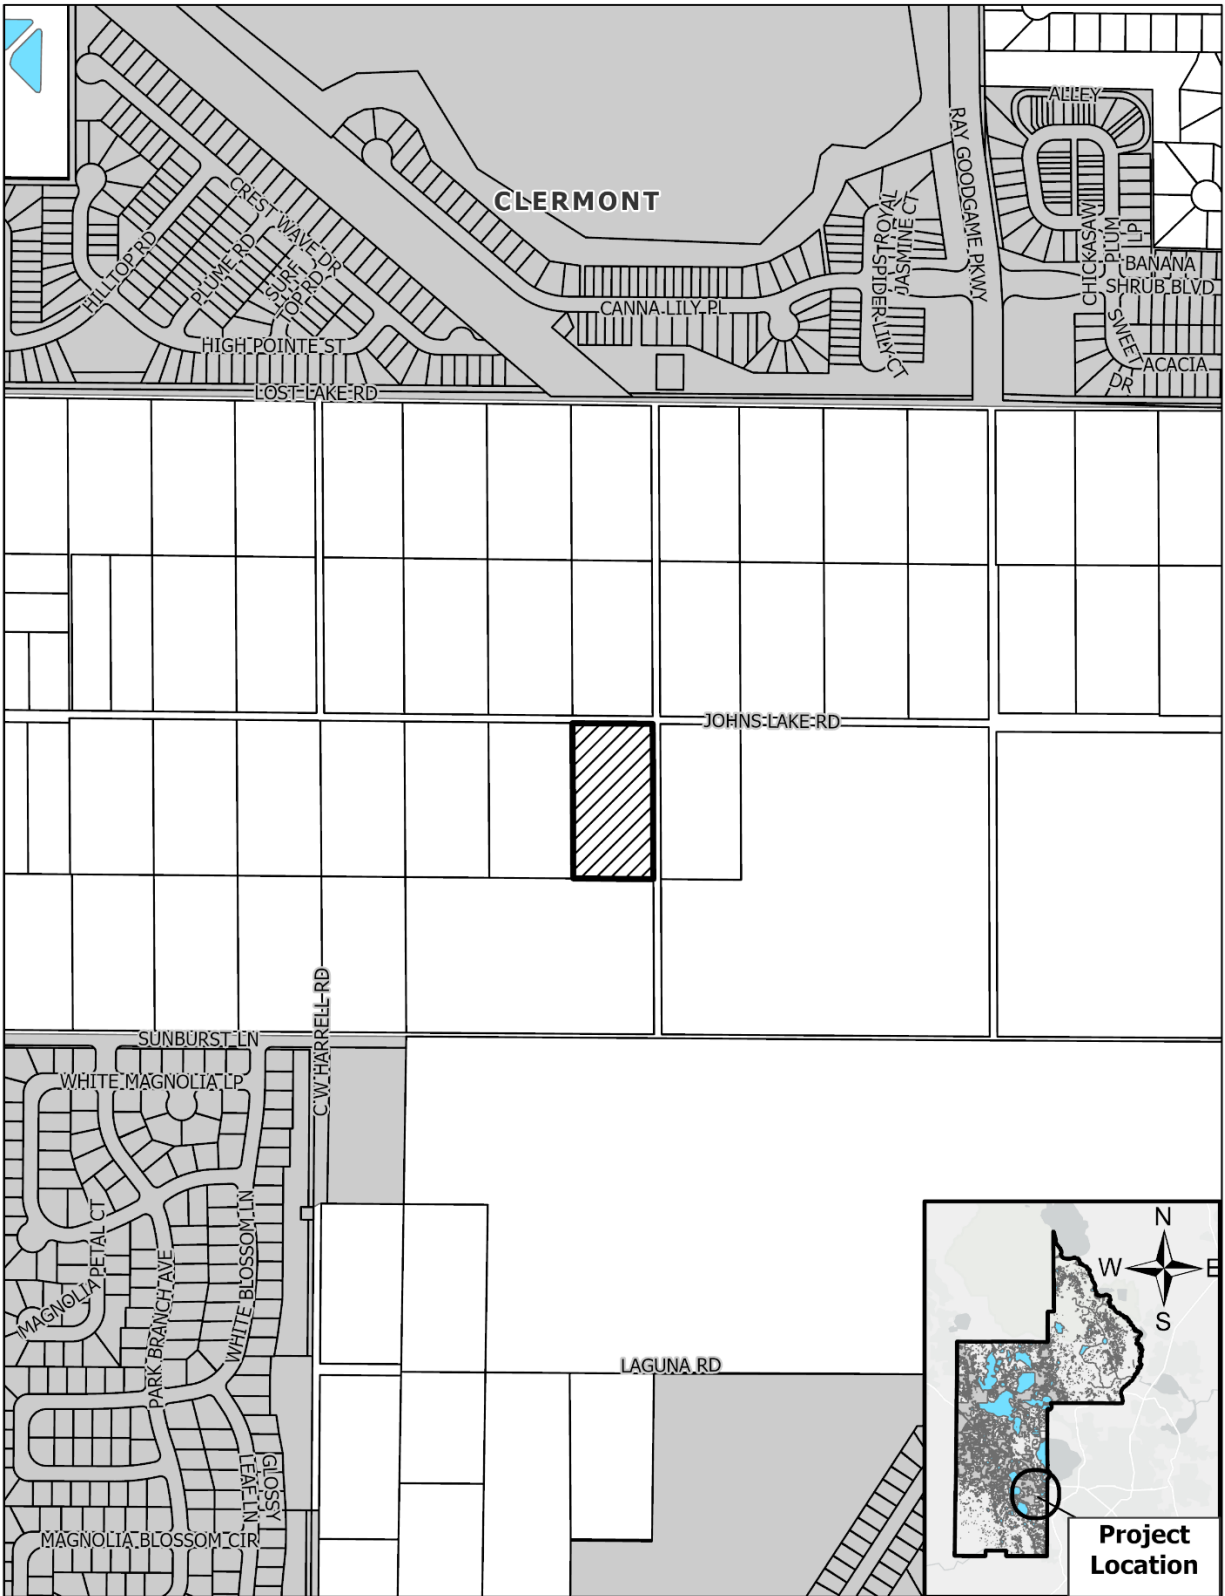 ALLEY
RAY GOODGAME PKWY
CLERMONT
CREST WAVE DR
HILLTOP RD
PLUME RD
SURF
TOP RD
ROYAL
JASMINE CT
SPIDER LILY CT
CHICKASAW
PLUM
LP
BANANA
SHRUB BLVD
CANNA LILY PL
SWEET
ACACIA
DR
HIGH POINTE ST
LOST LAKE RD
JOHNS LAKE RD
C W HARRELL RD
SUNBURST LN
WHITE MAGNOLIA LP
PETAL CT
MAGNOLIA
PARK BRANCH AVE
WHITE BLOSSOM LN
LAGUNA RD
GLOSSY
LEAF LN
MAGNOLIA BLOSSOM CIR
N
W
E
S
Project
Location